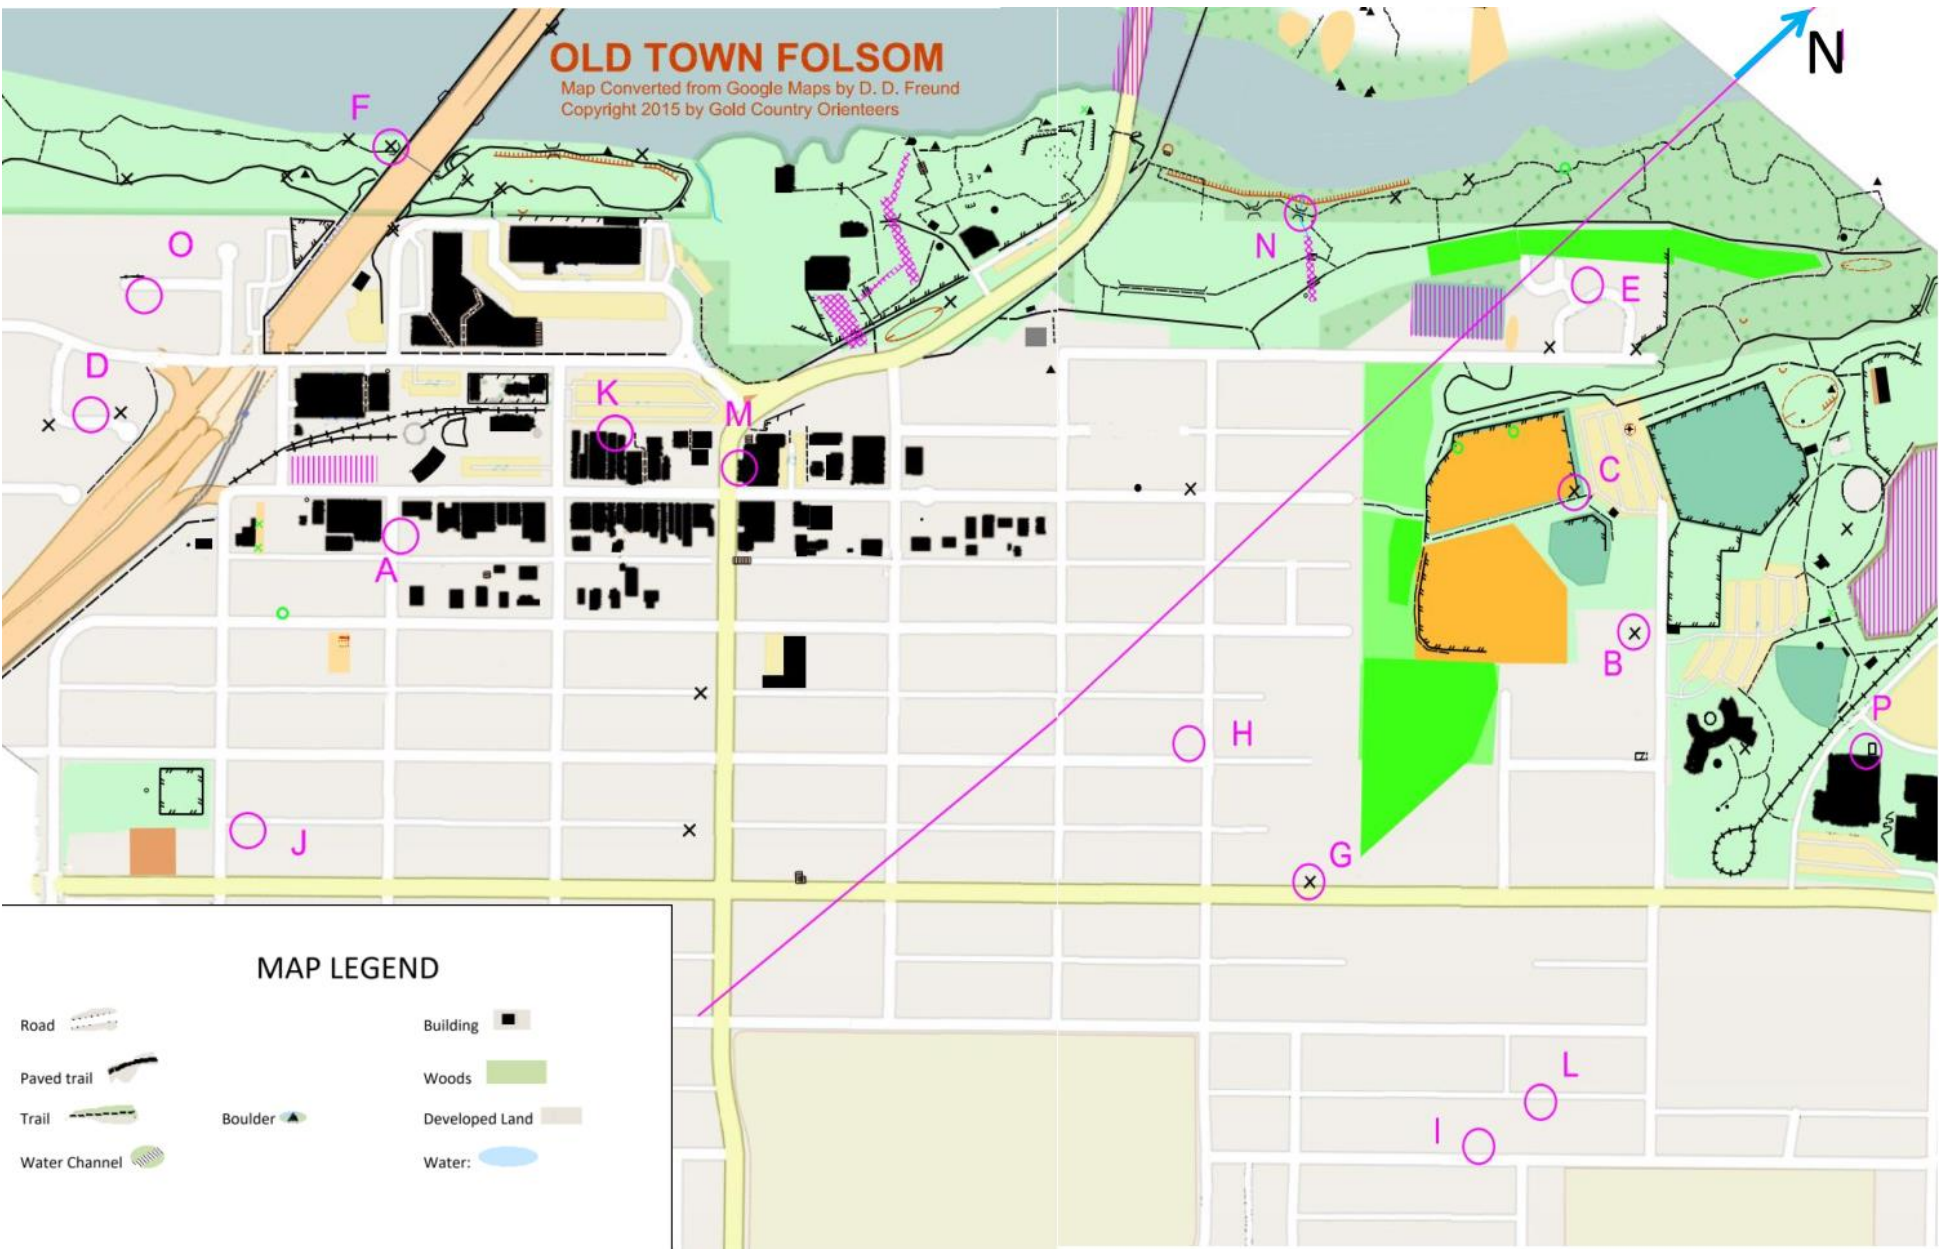 OLD TOWN FOLSOM
Map Converted from Google Maps by D. D. Freund
Copyright 2015 by Gold Country Orienteers
N
F
O
N
E
D
K
M
C
A
B
P
H
J
G
L
I
MAP LEGEND
Road
Building
Paved trail
Woods
Trail
Boulder
Developed Land
Water Channel
Water: